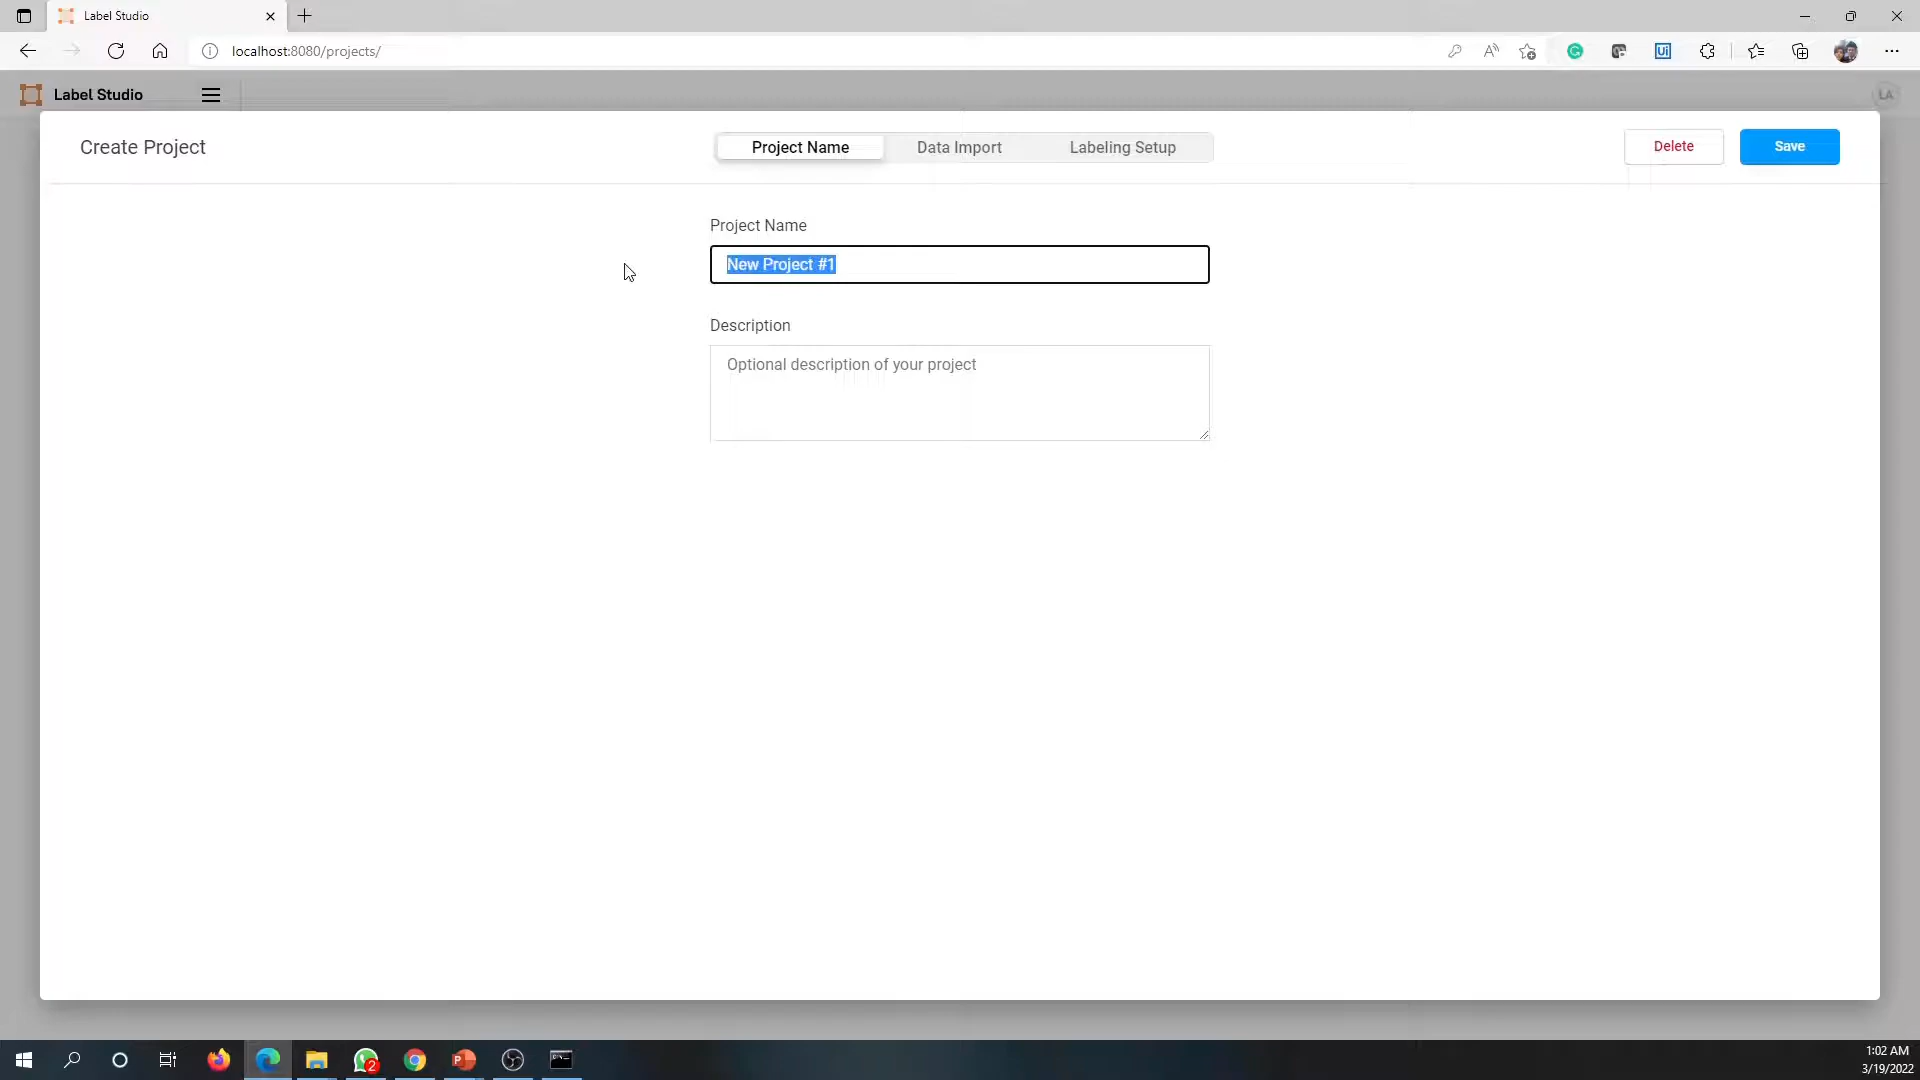 Label Studio
localhost:8080/projects/
Label Studio
LA
Create Project
Project Name
Data Import
Labeling Setup
Delete
Save
Project Name
New Project #1
Description
Optional description of your project
2
1:02 AM
3/19/2022